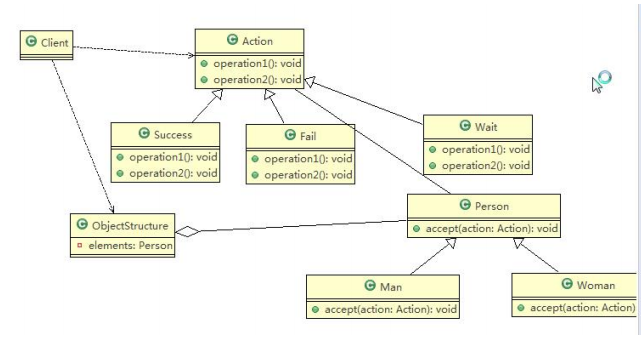 Client
Action
operation1(): void
operation2(): void
Success
operation1(): void
operation2(): void
Fail
operation1(): void
operation2(): void
Wait
operation1(): void
operation2(): void
ObjectStructure
elements: Person
Person
accept(action: Action): void
Man
accept(action: Action): void
Woman
accept(action: Action)